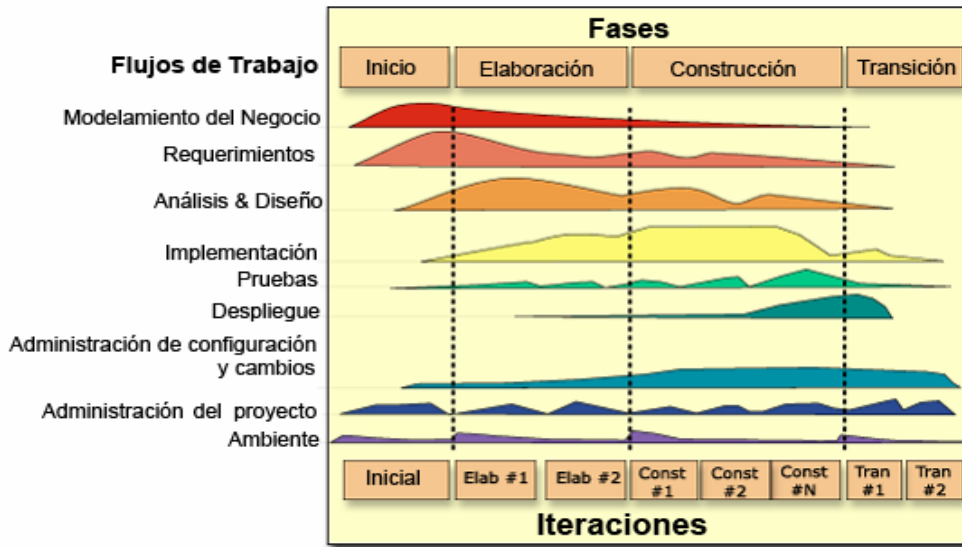 Fases
Flujos de Trabajo
Inicio
Elaboración
Construcción
Transición
Modelamiento del Negocio
Requerimientos
Análisis & Diseño
Implementación
Pruebas
Despliegue
Administración de configuración
y cambios
Administración del proyecto
Ambiente
Inicial
Elab #1
Elab #2
Const
#1
Const
#2
Const
#N
Tran
#1
Tran
#2
Iteraciones